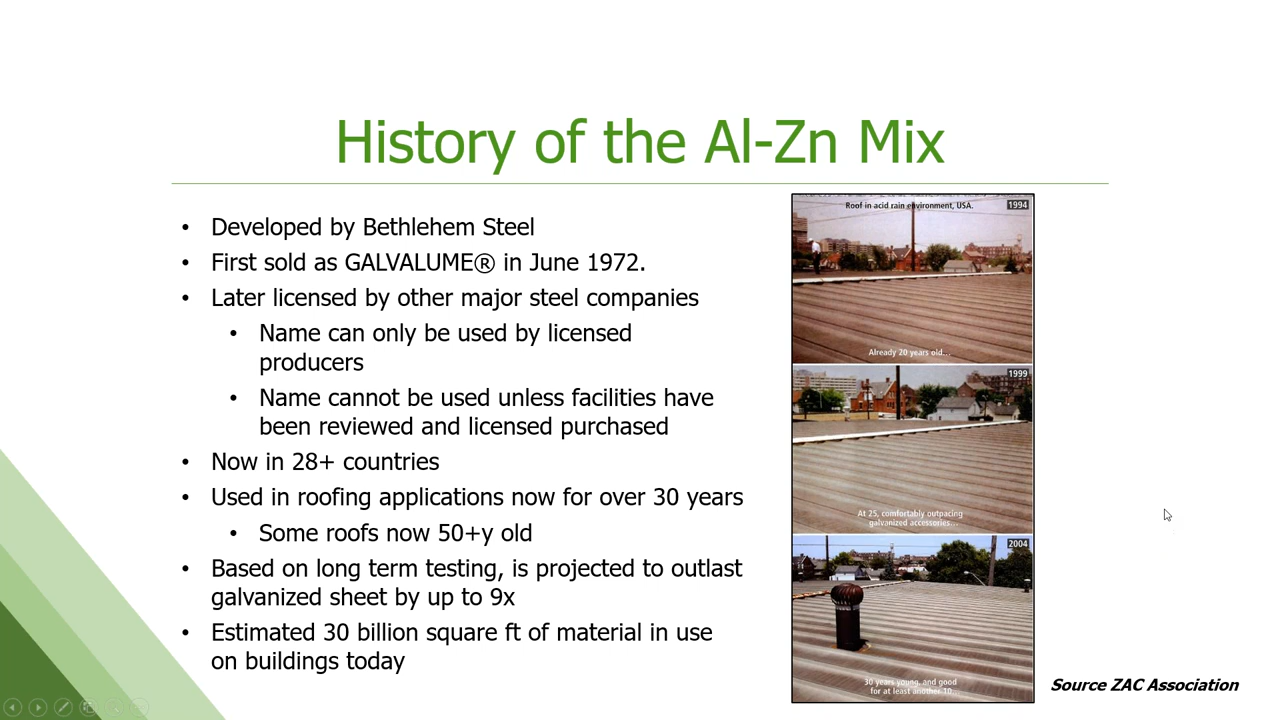 History of the Al-Zn Mix
• Developed by Bethlehem Steel
• First sold as GALVALUME® in June 1972.
• Later licensed by other major steel companies
• Name can only be used by licensed
producers
• Name cannot be used unless facilities have
been reviewed and licensed purchased
• Now in 28+ countries
• Used in roofing applications now for over 30 years
• Some roofs now 50+y old
• Based on long term testing, is projected to outlast
galvanized sheet by up to 9x
• Estimated 30 billion square ft of material in use
on buildings today
Roof in acid rain environment, USA.
1994
Already 20 years old...
1999
At 25, comfortably outpacing
galvanized accessories...
2004
30 years young, and good
for at least another 10...
Source ZAC Association